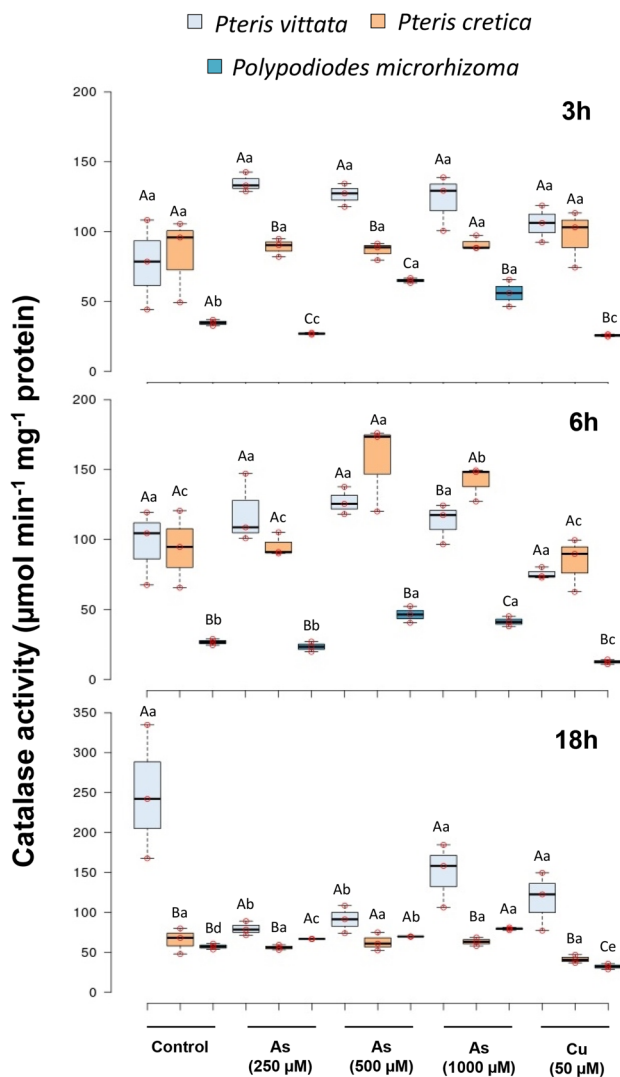 Pteris vittata Pteris cretica
Polypodiodes microrhizoma
Catalase activity (µmol min⁻¹ mg⁻¹ protein)
3h
200
150
100
50
0
Aa Aa Ab Aa Ba Cc Aa Ba Ca Aa Aa Ba Aa Aa Bc
6h
200
150
100
50
0
Aa Ac Bb Aa Ac Bb Aa Aa Ba Ba Ab Ca Aa Ac Bc
18h
350
300
250
200
150
100
50
0
Aa Ba Bd Ab Ba Ac Ab Aa Ab Aa Ba Aa Aa Ba Ce
Control As As As Cu
(250 µM) (500 µM) (1000 µM) (50 µM)